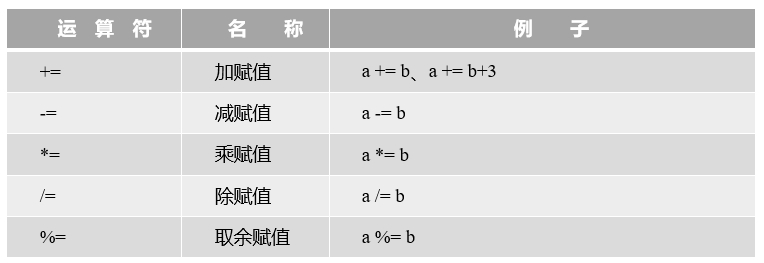 运 算 符 名 称 例 子
+= 加赋值 a += b、a += b+3
-= 减赋值 a -= b
*= 乘赋值 a *= b
/= 除赋值 a /= b
%= 取余赋值 a %= b